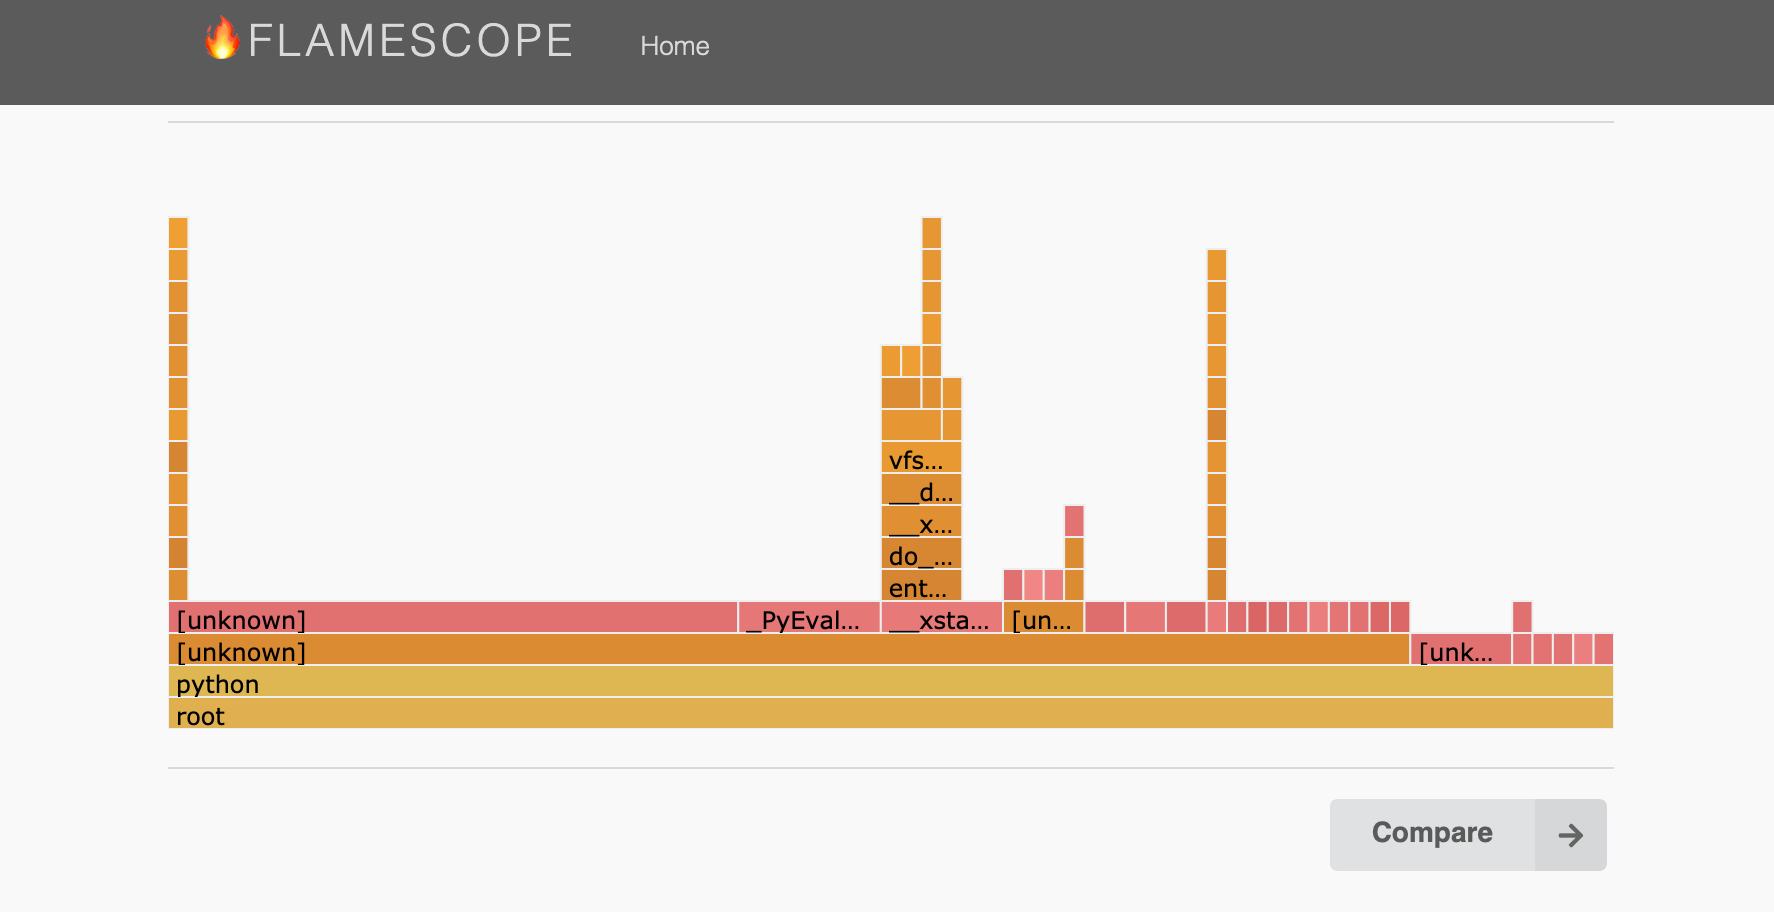 FLAMESCOPE
Home
vfs...
__d...
__x...
do_...
ent...
[unknown]
_PyEval...
__xsta...
[un...
[unknown]
[unk...
python
root
Compare